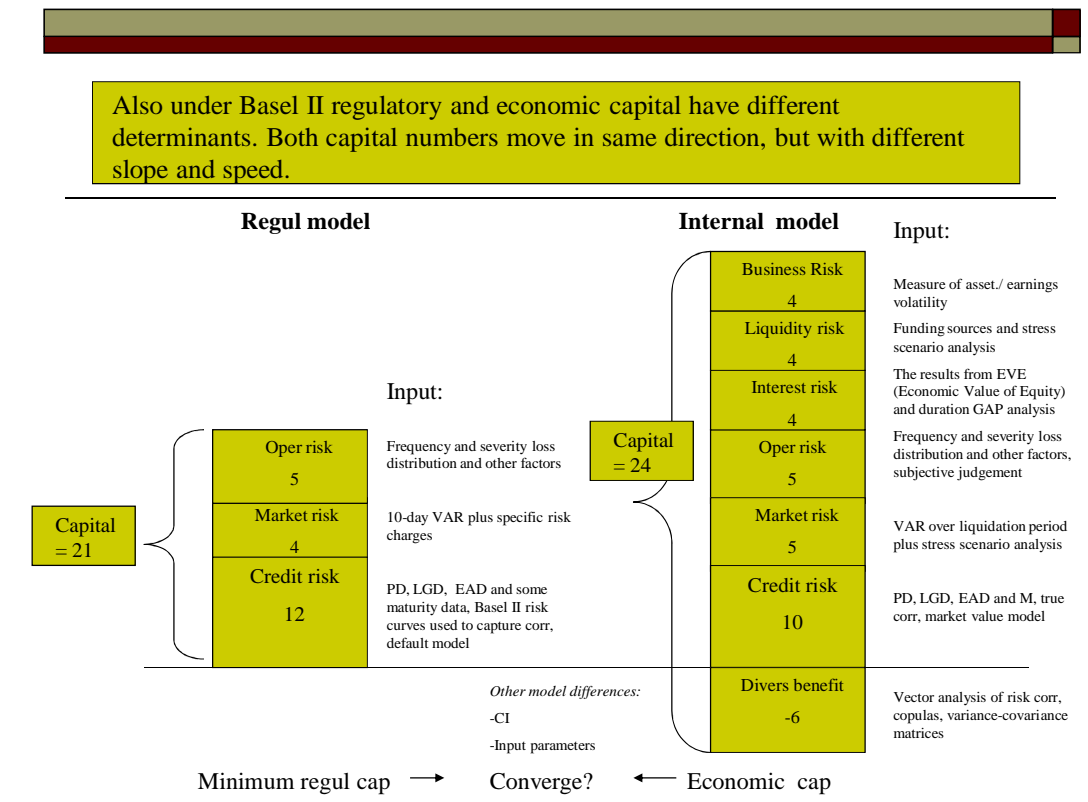 Also under Basel II regulatory and economic capital have different
determinants. Both capital numbers move in same direction, but with different
slope and speed.
Regul model
Input:
Capital
= 21
Oper risk
5
Frequency and severity loss
distribution and other factors
Market risk
4
10-day VAR plus specific risk
charges
Credit risk
12
PD, LGD, EAD and some
maturity data, Basel II risk
curves used to capture corr,
default model
Internal model
Input:
Capital
= 24
Business Risk
4
Measure of asset./ earnings
volatility
Liquidity risk
4
Funding sources and stress
scenario analysis
Interest risk
4
The results from EVE
(Economic Value of Equity)
and duration GAP analysis
Oper risk
5
Frequency and severity loss
distribution and other factors,
subjective judgement
Market risk
5
VAR over liquidation period
plus stress scenario analysis
Credit risk
10
PD, LGD, EAD and M, true
corr, market value model
Divers benefit
-6
Vector analysis of risk corr,
copulas, variance-covariance
matrices
Other model differences:
-CI
-Input parameters
Minimum regul cap
Converge?
Economic cap